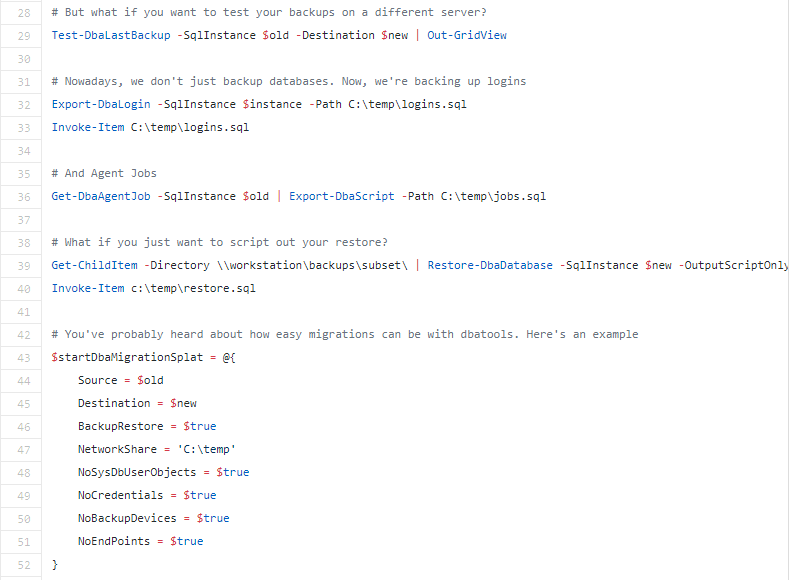 28 # But what if you want to test your backups on a different server?
29 Test-DbaLastBackup -SqlInstance $old -Destination $new | Out-GridView
30
31 # Nowadays, we don't just backup databases. Now, we're backing up logins
32 Export-DbaLogin -SqlInstance $instance -Path C:\temp\logins.sql
33 Invoke-Item C:\temp\logins.sql
34
35 # And Agent Jobs
36 Get-DbaAgentJob -SqlInstance $old | Export-DbaScript -Path C:\temp\jobs.sql
37
38 # What if you just want to script out your restore?
39 Get-ChildItem -Directory \\workstation\backups\subset\ | Restore-DbaDatabase -SqlInstance $new -OutputScriptOnly
40 Invoke-Item c:\temp\restore.sql
41
42 # You've probably heard about how easy migrations can be with dbatools. Here's an example
43 $startDbaMigrationSplat = @{
44     Source = $old
45     Destination = $new
46     BackupRestore = $true
47     NetworkShare = 'C:\temp'
48     NoSysDbUserObjects = $true
49     NoCredentials = $true
50     NoBackupDevices = $true
51     NoEndPoints = $true
52 }